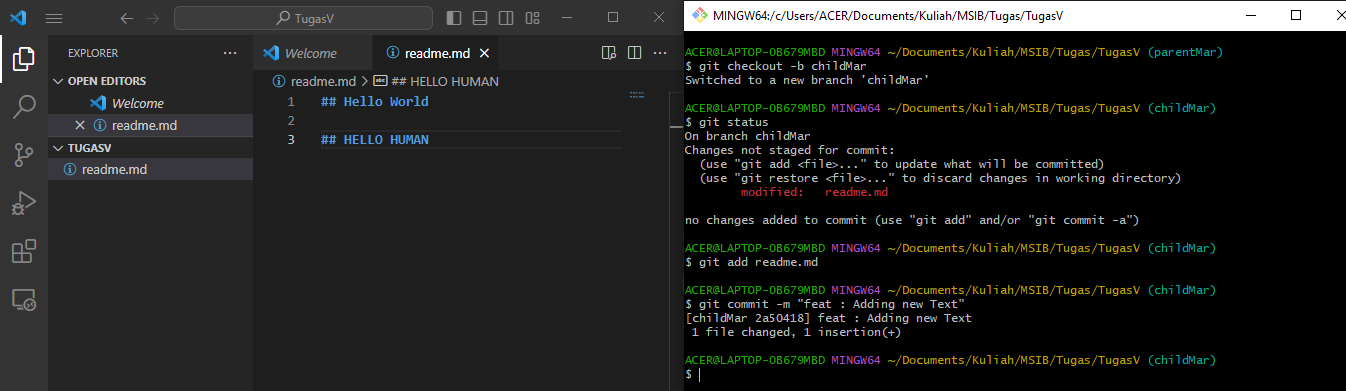 TugasV
EXPLORER
OPEN EDITORS
Welcome
readme.md
TUGASV
readme.md
Welcome
readme.md
readme.md > ## HELLO HUMAN
1 ## Hello World
2
3 ## HELLO HUMAN
MINGW64:/c/Users/ACER/Documents/Kuliah/MSIB/Tugas/TugasV
ACER@LAPTOP-OB679MBD MINGW64 ~/Documents/Kuliah/MSIB/Tugas/TugasV (parentMar)
$ git checkout -b childMar
Switched to a new branch 'childMar'
ACER@LAPTOP-OB679MBD MINGW64 ~/Documents/Kuliah/MSIB/Tugas/TugasV (childMar)
$ git status
On branch childMar
Changes not staged for commit:
  (use "git add <file>..." to update what will be committed)
  (use "git restore <file>..." to discard changes in working directory)
        modified:   readme.md
no changes added to commit (use "git add" and/or "git commit -a")
ACER@LAPTOP-OB679MBD MINGW64 ~/Documents/Kuliah/MSIB/Tugas/TugasV (childMar)
$ git add readme.md
ACER@LAPTOP-OB679MBD MINGW64 ~/Documents/Kuliah/MSIB/Tugas/TugasV (childMar)
$ git commit -m "feat : Adding new Text"
[childMar 2a50418] feat : Adding new Text
 1 file changed, 1 insertion(+)
ACER@LAPTOP-OB679MBD MINGW64 ~/Documents/Kuliah/MSIB/Tugas/TugasV (childMar)
$